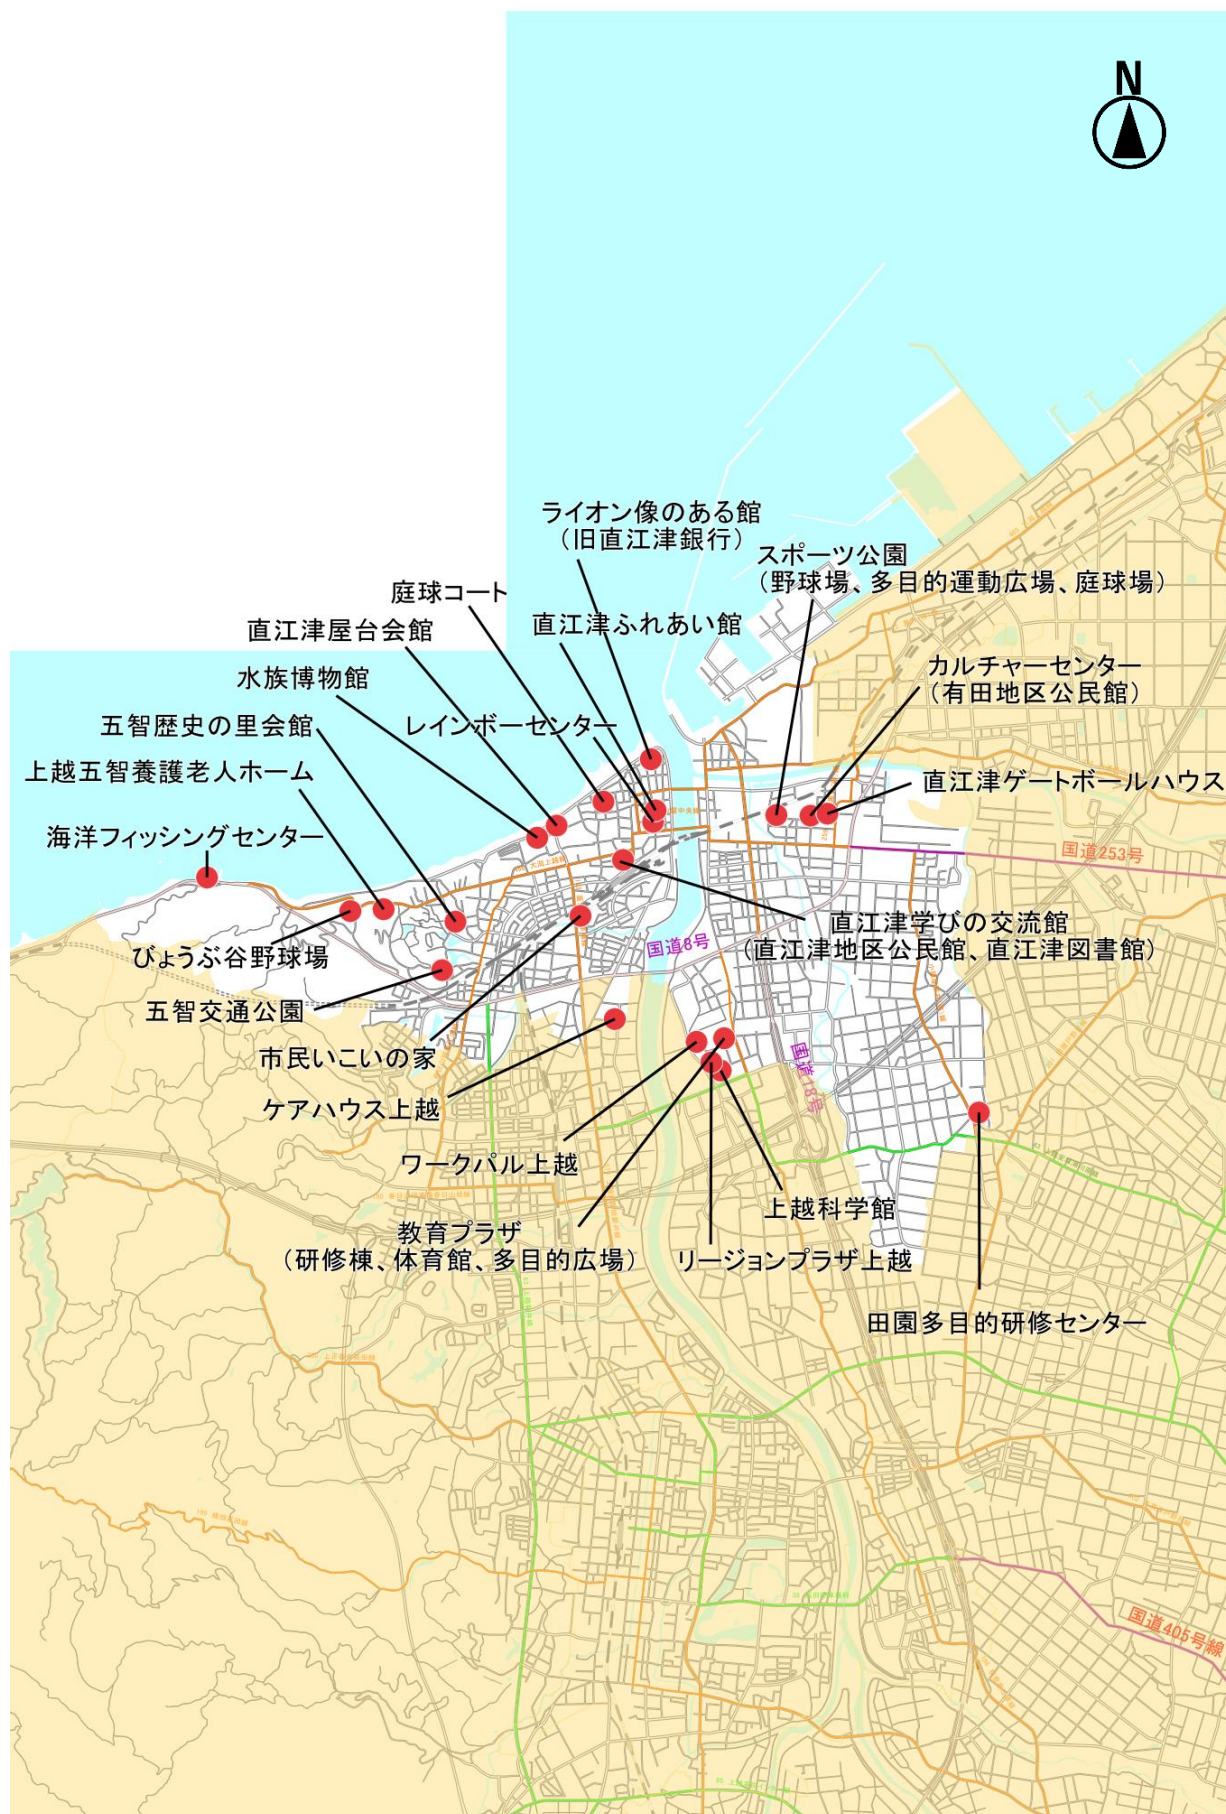 N
ライオン像のある館
（旧直江津銀行）
スポーツ公園
（野球場、多目的運動広場、庭球場）
庭球コート
直江津ふれあい館
直江津屋台会館
水族博物館
カルチャーセンター
（有田地区公民館）
五智歴史の里会館
レインボーセンター
上越五智養護老人ホーム
直江津ゲートボールハウス
海洋フィッシングセンター
国道253号
直江津学びの交流館
（直江津地区公民館、直江津図書館）
国道8号
びょうぶ谷野球場
五智交通公園
市民いこいの家
国道18号
ケアハウス上越
ワークパル上越
上越科学館
教育プラザ
（研修棟、体育館、多目的広場）
リージョンプラザ上越
田園多目的研修センター
国道405号線